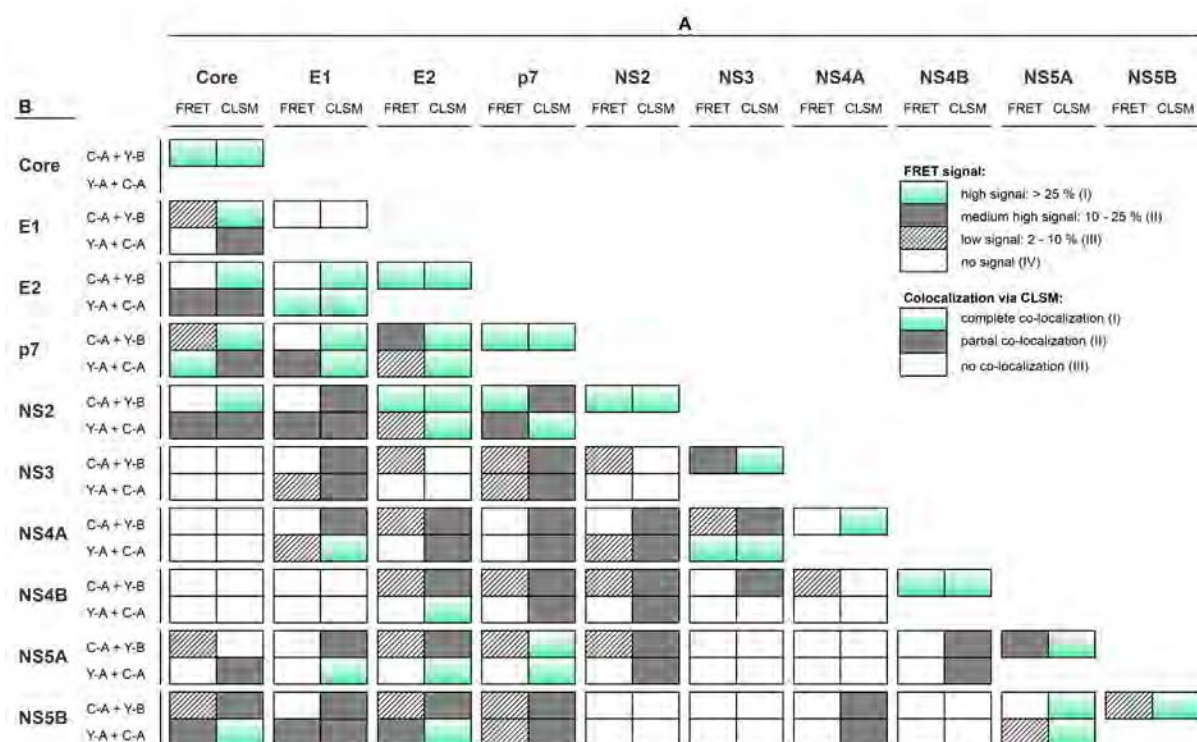 A
Core E1 E2 p7 NS2 NS3 NS4A NS4B NS5A NS5B
B FRET CLSM FRET CLSM FRET CLSM FRET CLSM FRET CLSM FRET CLSM FRET CLSM FRET CLSM FRET CLSM FRET CLSM
Core
C-A + Y-B
Y-A + C-A
E1
C-A + Y-B
Y-A + C-A
E2
C-A + Y-B
Y-A + C-A
p7
C-A + Y-B
Y-A + C-A
NS2
C-A + Y-B
Y-A + C-A
NS3
C-A + Y-B
Y-A + C-A
NS4A
C-A + Y-B
Y-A + C-A
NS4B
C-A + Y-B
Y-A + C-A
NS5A
C-A + Y-B
Y-A + C-A
NS5B
C-A + Y-B
Y-A + C-A
FRET signal:
high signal: > 25 % (I)
medium high signal: 10 - 25 % (II)
low signal: 2 - 10 % (III)
no signal (IV)
Colocalization via CLSM:
complete co-localization (I)
partial co-localization (II)
no co-localization (III)